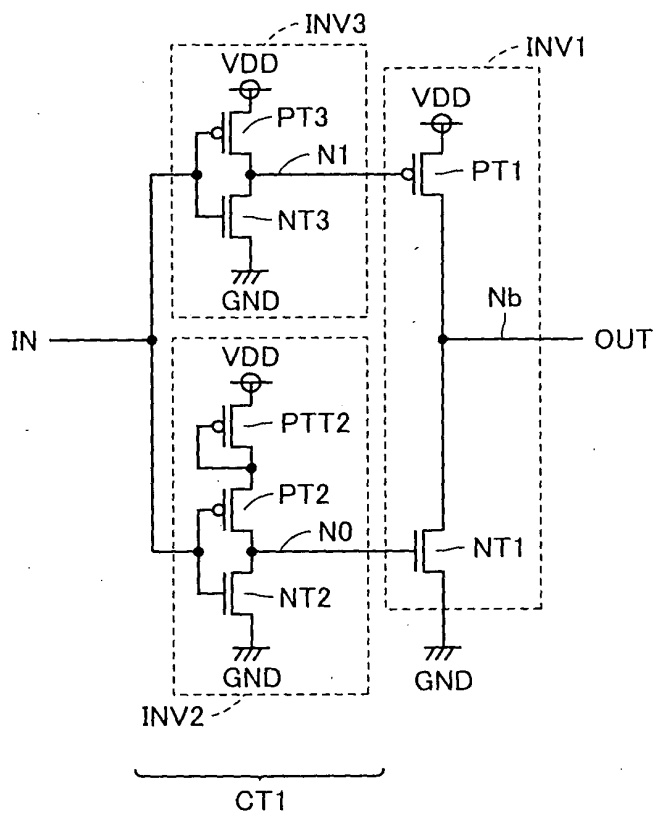 INV3
INV1
VDD
VDD
PT3
N1
PT1
NT3
GND
Nb
IN
OUT
VDD
PTT2
PT2
N0
NT1
NT2
GND
GND
INV2
CT1